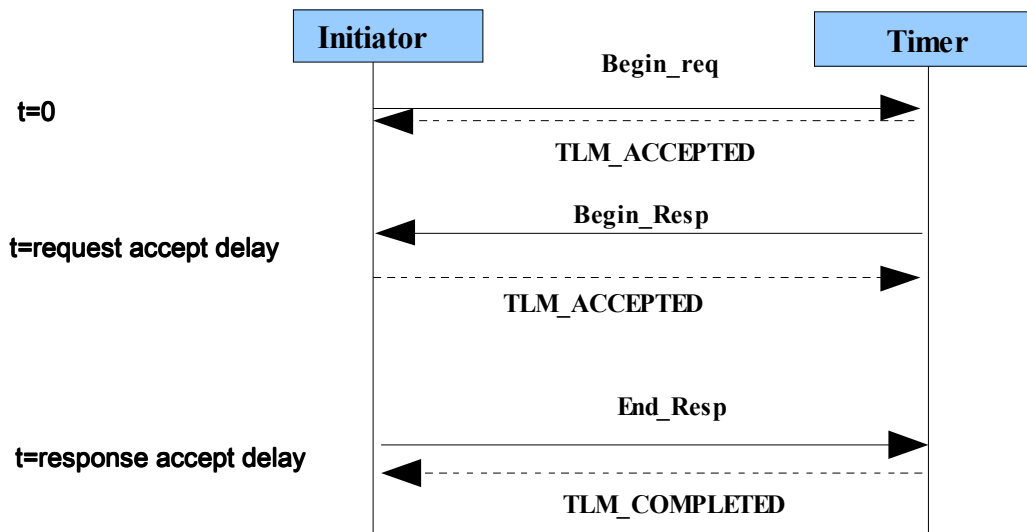 Initiator
Timer
Begin_req
t=0
TLM_ACCEPTED
Begin_Resp
t=request accept delay
TLM_ACCEPTED
End_Resp
t=response accept delay
TLM_COMPLETED